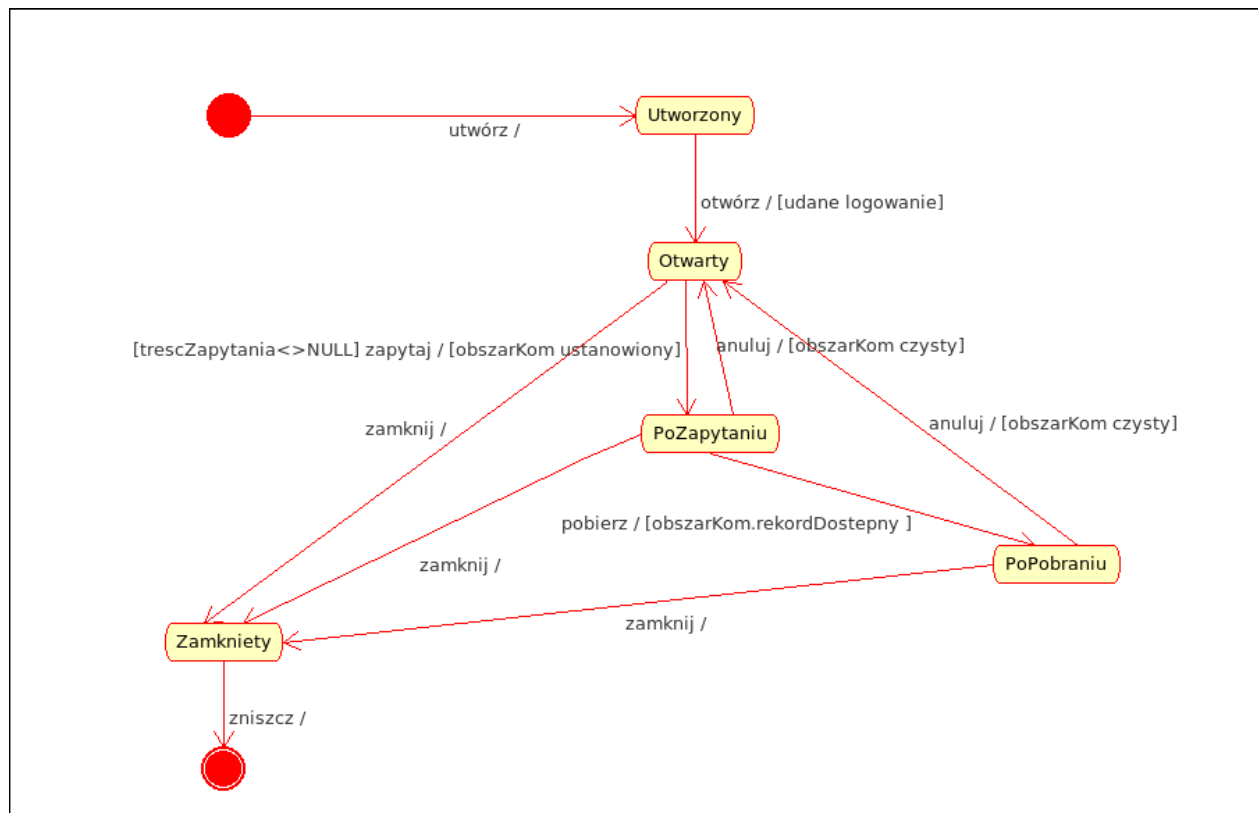 Utworzony
utwórz /
otwórz / [udane logowanie]
Otwarty
[trescZapytania<>NULL] zapytaj / [obszarKom ustanowiony]
anuluj / [obszarKom czysty]
zamknij /
PoZapytaniu
anuluj / [obszarKom czysty]
pobierz / [obszarKom.rekordDostepny ]
zamknij /
PoPobraniu
zamknij /
Zamkniety
zniszcz /